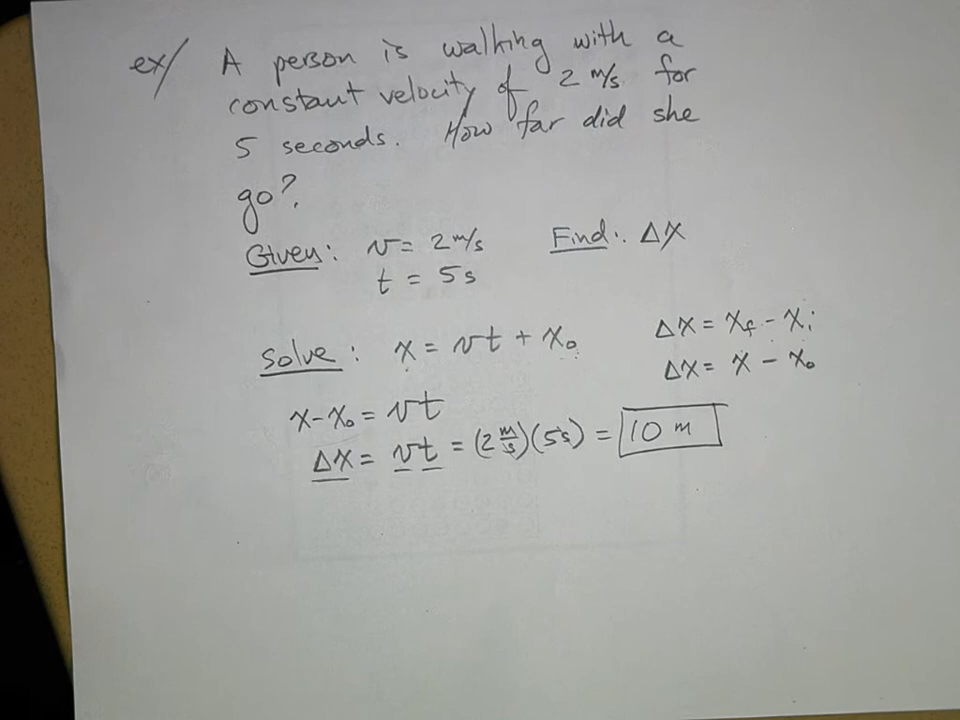 ex/ A person is walking with a
constant velocity of 2 m/s for
5 seconds. How far did she
go?
Given: v = 2 m/s Find: Δx
t = 5 s
Solve: x = vt + x₀ Δx = x_f - x_i
Δx = x - x₀
x - x₀ = vt
Δx = vt = (2 m/s)(5 s) = 10 m